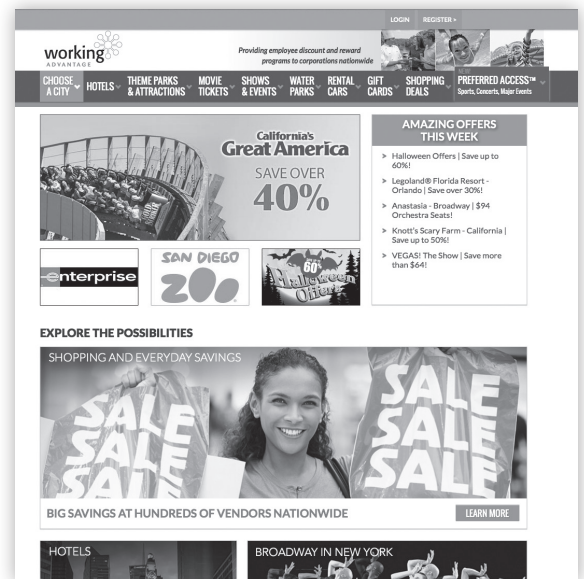 LOGIN REGISTER >
working
ADVANTAGE
Providing employee discount and reward
programs to corporations nationwide
CHOOSE
A CITY
HOTELS
THEME PARKS
& ATTRACTIONS
MOVIE
TICKETS
SHOWS
& EVENTS
WATER
PARKS
RENTAL
CARS
GIFT
CARDS
SHOPPING
DEALS
NEW
PREFERRED ACCESS™
Sports, Concerts, Major Events
California's
Great America
SAVE OVER
40%
AMAZING OFFERS
THIS WEEK
> Halloween Offers | Save up to
60%!
> Legoland® Florida Resort -
Orlando | Save over 30%!
> Anastasia - Broadway | $94
Orchestra Seats!
> Knott's Scary Farm - California |
Save up to 50%!
> VEGAS! The Show | Save more
than $64!
enterprise
SAN DIEGO
ZOO®
60%
Halloween
Offers
EXPLORE THE POSSIBILITIES
SHOPPING AND EVERYDAY SAVINGS
SALE SALE
SALE SALE
SALE SALE
SALE SALE
BIG SAVINGS AT HUNDREDS OF VENDORS NATIONWIDE
LEARN MORE
HOTELS
BROADWAY IN NEW YORK